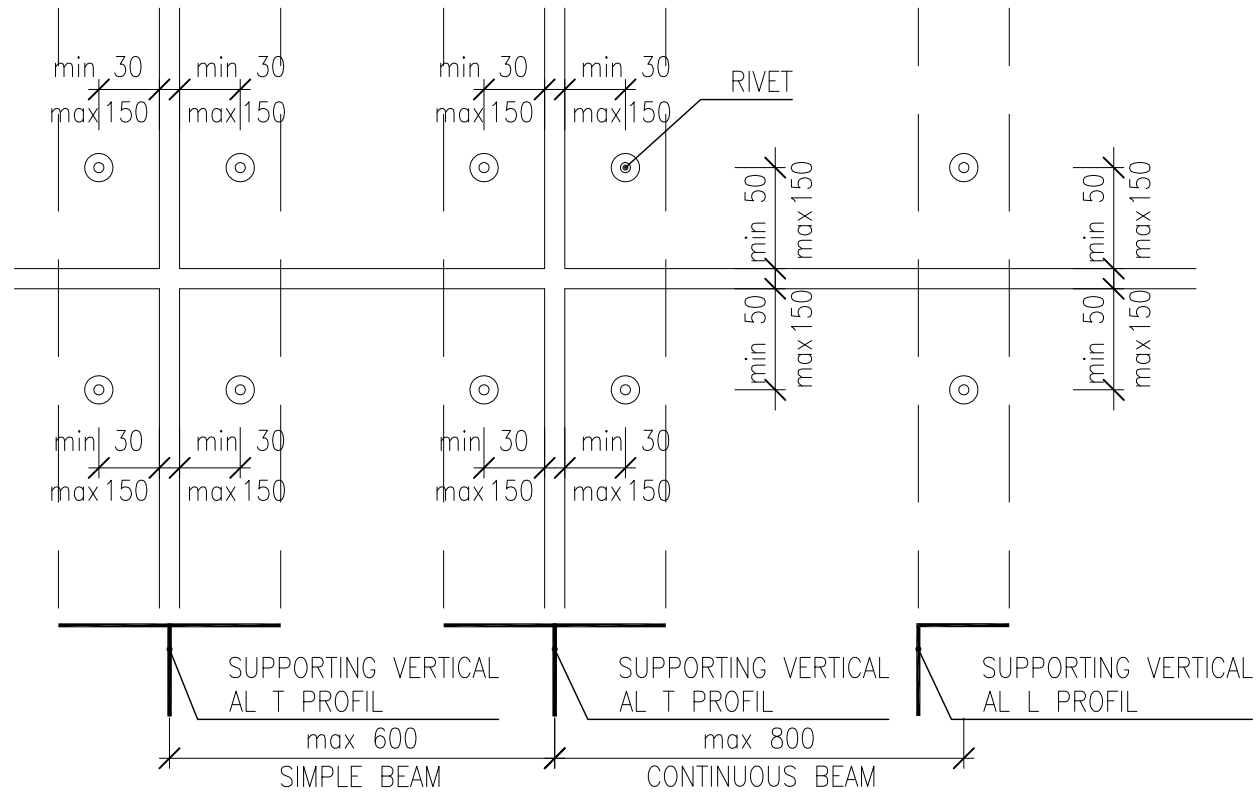 min 30
min 30
min 30
min 30
max 150
max 150
max 150
max 150
RIVET
min 50
max 150
min 50
max 150
min 50
max 150
min 50
max 150
min 30
min 30
min 30
min 30
max 150
max 150
max 150
max 150
SUPPORTING VERTICAL
AL T PROFIL
SUPPORTING VERTICAL
AL T PROFIL
SUPPORTING VERTICAL
AL L PROFIL
max 600
SIMPLE BEAM
max 800
CONTINUOUS BEAM